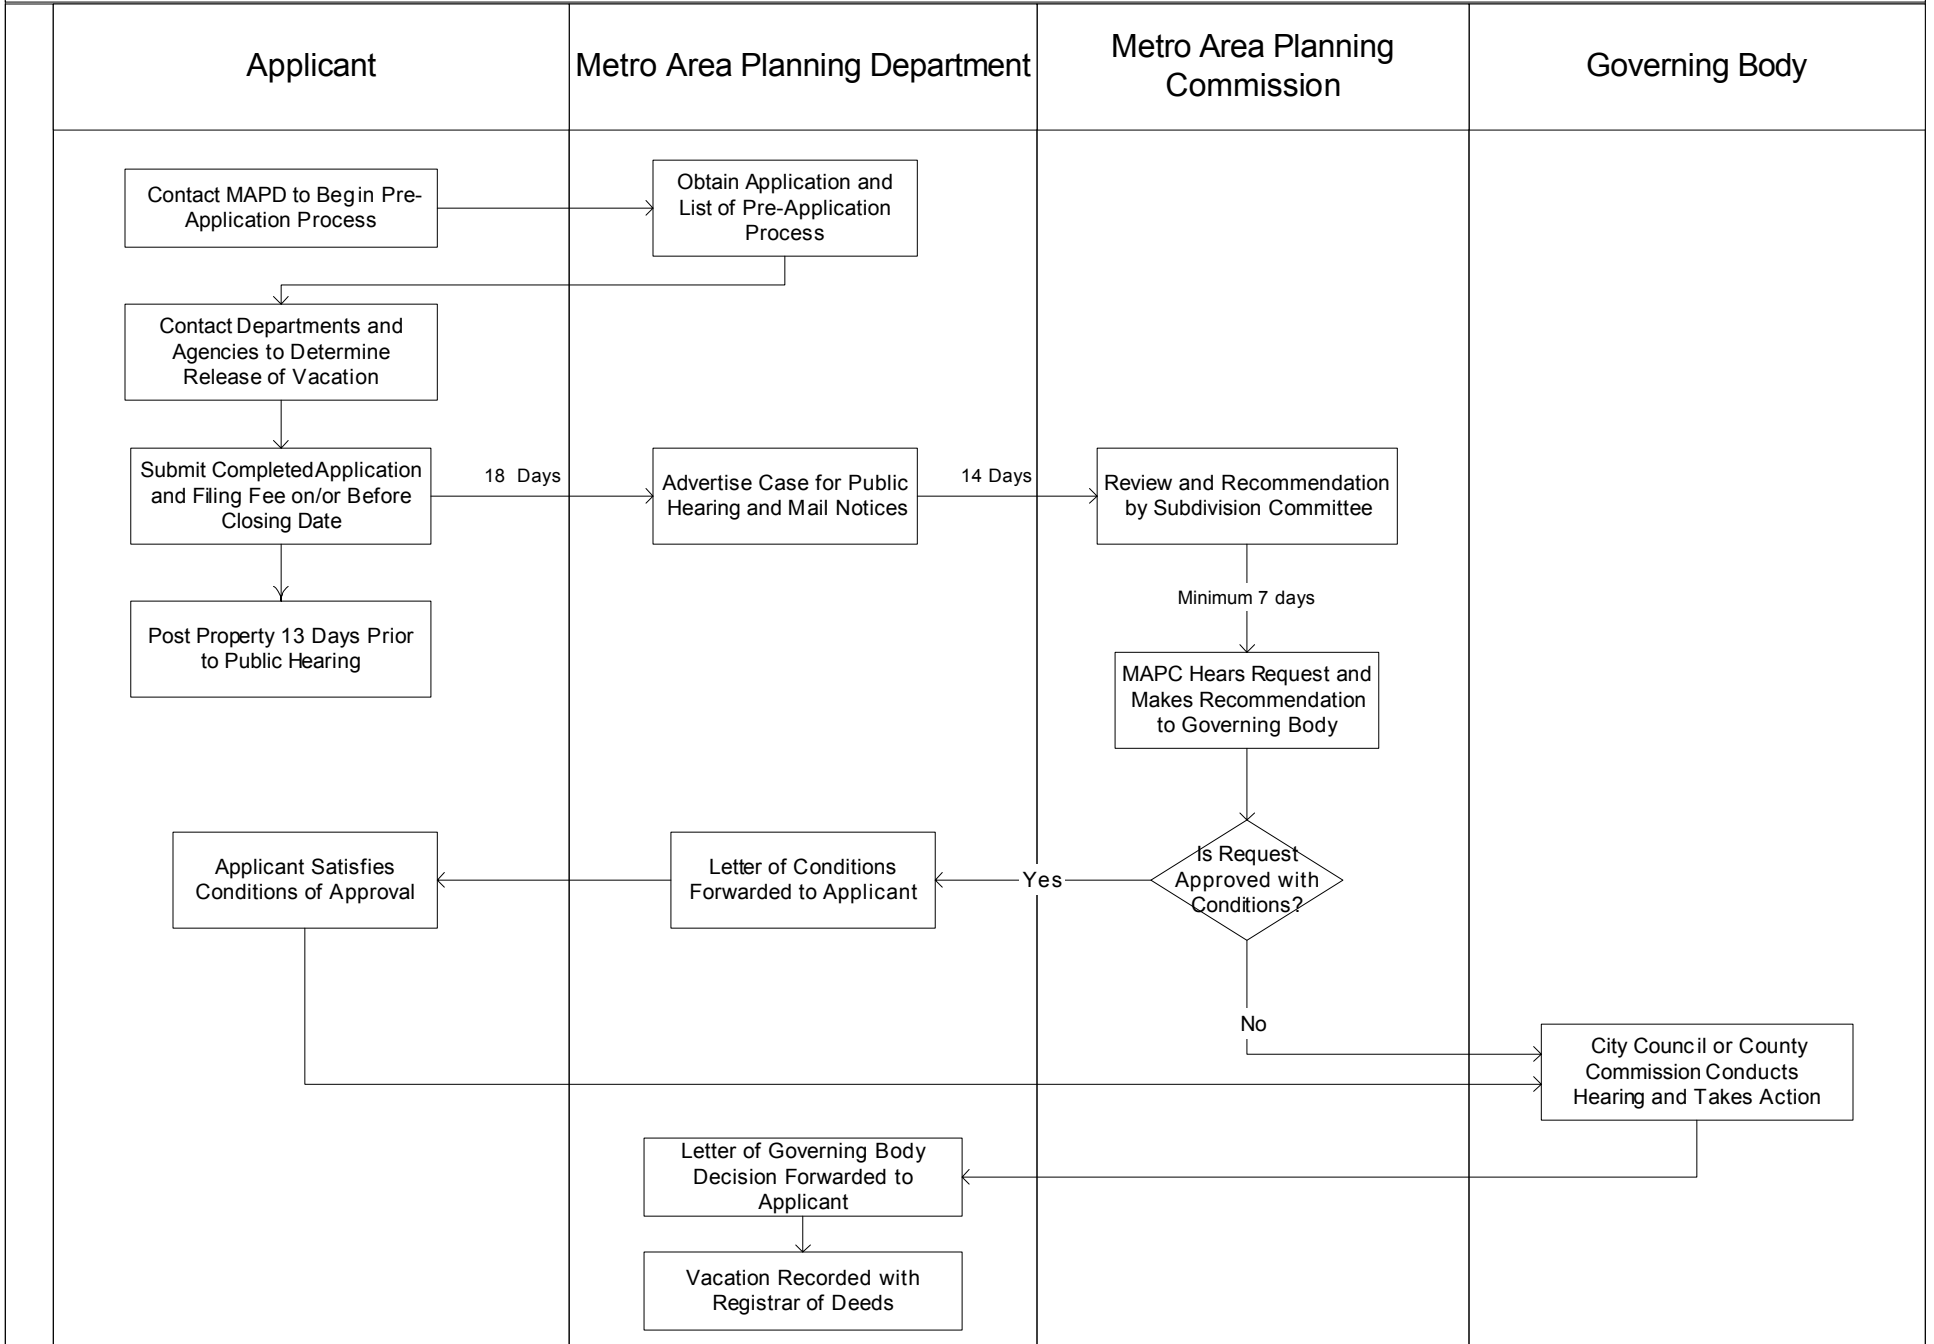 Applicant
Metro Area Planning Department
Metro Area Planning
Commission
Governing Body
Contact MAPD to Begin Pre-
Application Process
Obtain Application and
List of Pre-Application
Process
Contact Departments and
Agencies to Determine
Release of Vacation
Submit Completed Application
and Filing Fee on/or Before
Closing Date
18 Days
Advertise Case for Public
Hearing and Mail Notices
14 Days
Review and Recommendation
by Subdivision Committee
Minimum 7 days
Post Property 13 Days Prior
to Public Hearing
MAPC Hears Request and
Makes Recommendation
to Governing Body
Applicant Satisfies
Conditions of Approval
Letter of Conditions
Forwarded to Applicant
Yes
Is Request
Approved with
Conditions?
No
City Council or County
Commission Conducts
Hearing and Takes Action
Letter of Governing Body
Decision Forwarded to
Applicant
Vacation Recorded with
Registrar of Deeds